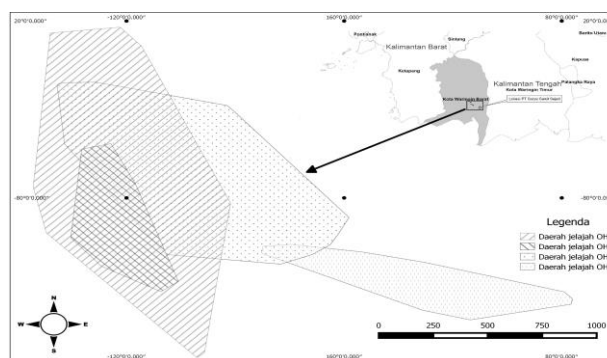 20°0'0.000"
-120°0'0.000"
160°0'0.000"
80°0'0.000"
20°0'0.000"
Pontianak
Sintang
Barito Utara
Kalimantan Barat
Ketapang
Kapuas
Kalimantan Tengah
Kota Waringin Timur
Palangka Raya
Kota Waringin Barat
-80°0'0.000"
-80°0'0.000"
Legenda
Daerah jelajah OH
Daerah jelajah OH
Daerah jelajah OH
Daerah jelajah OH
N
W
E
S
0
250
500
750
1000
-120°0'0.000"
160°0'0.000"
80°0'0.000"